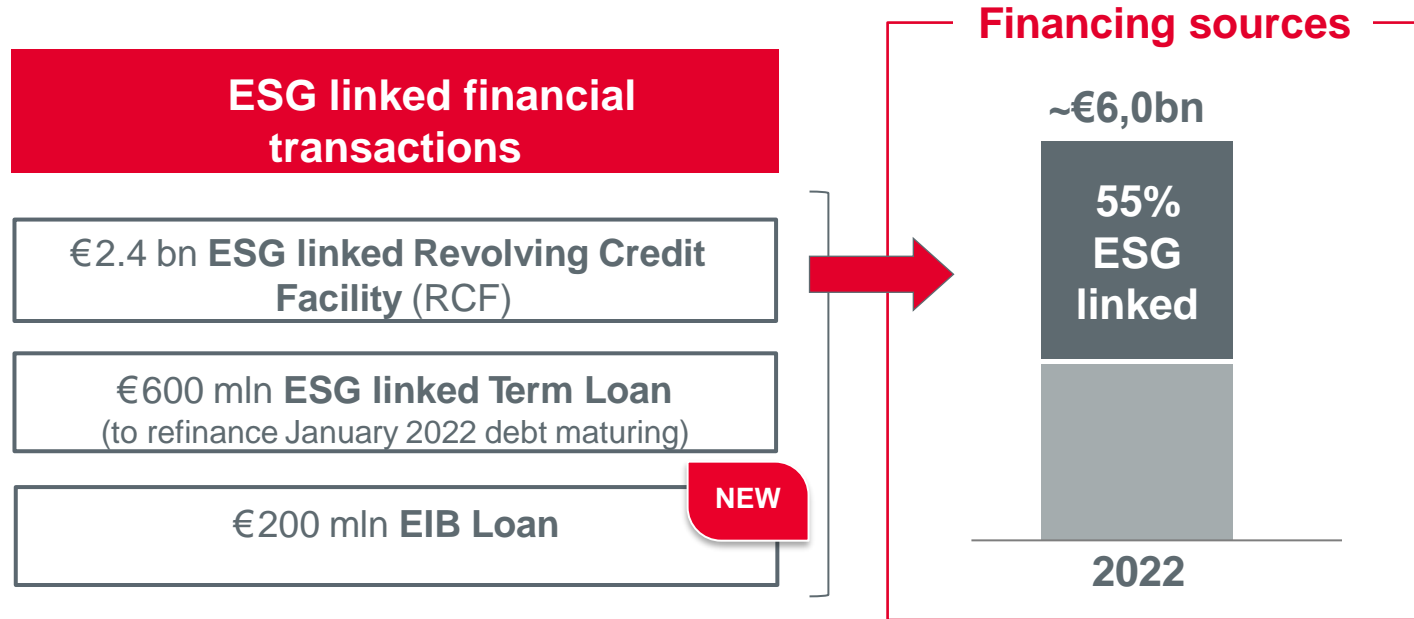 ESG linked financial
transactions
€2.4 bn ESG linked Revolving Credit
Facility (RCF)
€600 mln ESG linked Term Loan
(to refinance January 2022 debt maturing)
NEW
€200 mln EIB Loan
Financing sources
~€6,0bn
55%
ESG
linked
2022